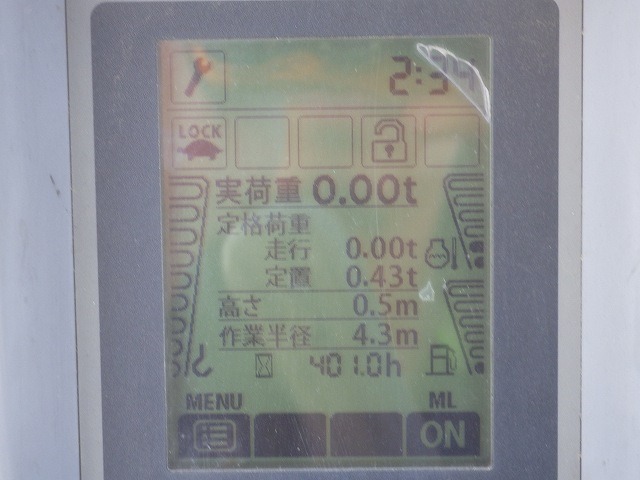 2:34
LOCK
実荷重 0.00t
定格荷重
走行 0.00t
定置 0.43t
高さ 0.5m
作業半径 4.3m
401.0h
MENU ML
ON